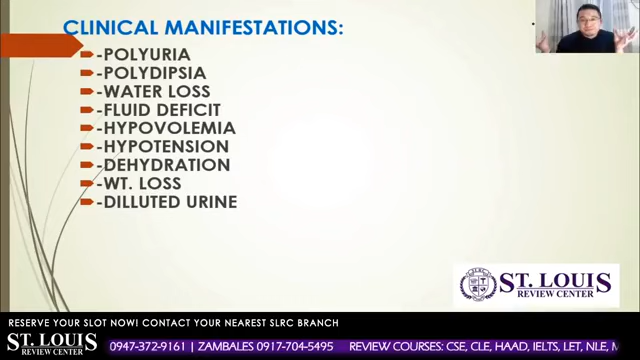 CLINICAL MANIFESTATIONS:
-POLYURIA
-POLYDIPSIA
-WATER LOSS
-FLUID DEFICIT
-HYPOVOLEMIA
-HYPOTENSION
-DEHYDRATION
-WT. LOSS
-DILLUTED URINE
ST. LOUIS
REVIEW CENTER
RESERVE YOUR SLOT NOW! CONTACT YOUR NEAREST SLRC BRANCH
ST. LOUIS
REVIEW CENTER
0947-372-9161 | ZAMBALES 0917-704-5495 REVIEW COURSES: CSE, CLE, HAAD, IELTS, LET, NLE, M